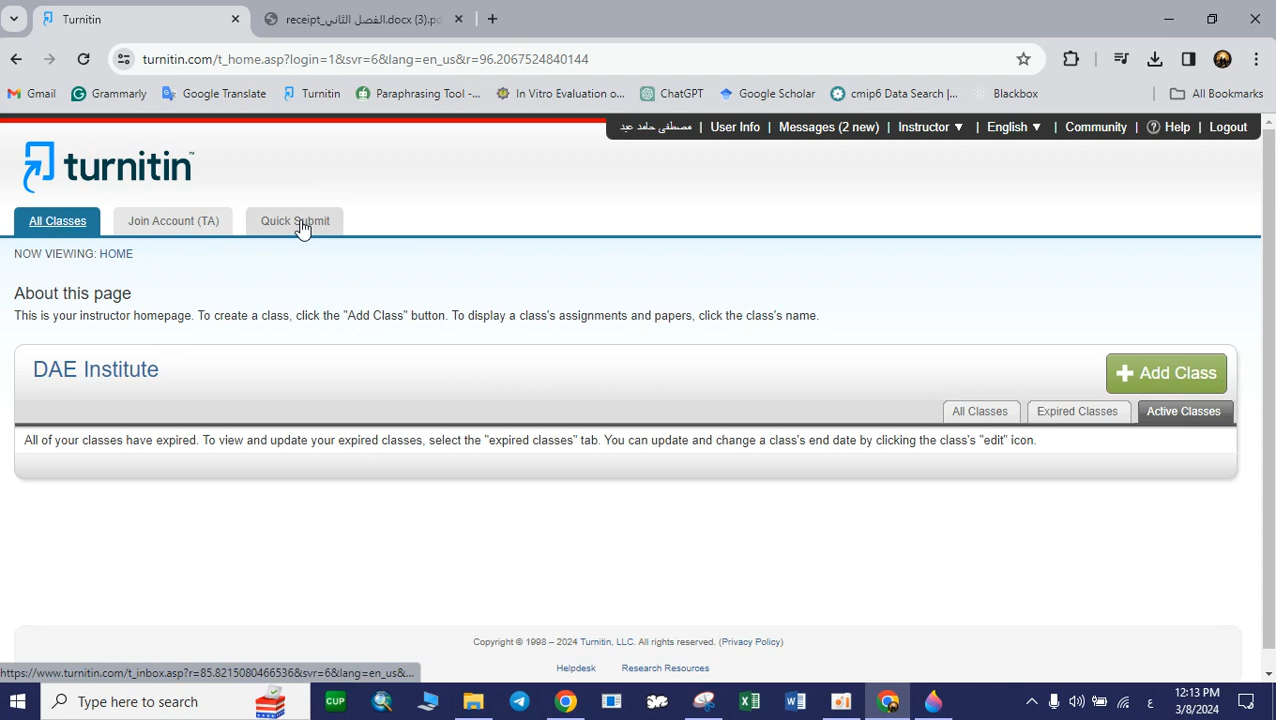 Turnitin
receipt_الفصل الثاني.docx (3).pd
turnitin.com/t_home.asp?login=1&svr=6&lang=en_us&r=96.2067524840144
Gmail
Grammarly
Google Translate
Turnitin
Paraphrasing Tool -...
In Vitro Evaluation o...
ChatGPT
Google Scholar
cmip6 Data Search |...
Blackbox
All Bookmarks
مصطفى حامد عبد | User Info | Messages (2 new) | Instructor ▼ | English ▼ | Community | Help | Logout
turnitin™
All Classes
Join Account (TA)
Quick Submit
NOW VIEWING: HOME
About this page
This is your instructor homepage. To create a class, click the "Add Class" button. To display a class's assignments and papers, click the class's name.
DAE Institute
+ Add Class
All Classes
Expired Classes
Active Classes
All of your classes have expired. To view and update your expired classes, select the "expired classes" tab. You can update and change a class's end date by clicking the class's "edit" icon.
Copyright © 1998 – 2024 Turnitin, LLC. All rights reserved. (Privacy Policy)
Helpdesk
Research Resources
https://www.turnitin.com/t_inbox.asp?r=85.8215080466536&svr=6&lang=en_us&...
Type here to search
CUP
ع
12:13 PM
3/8/2024